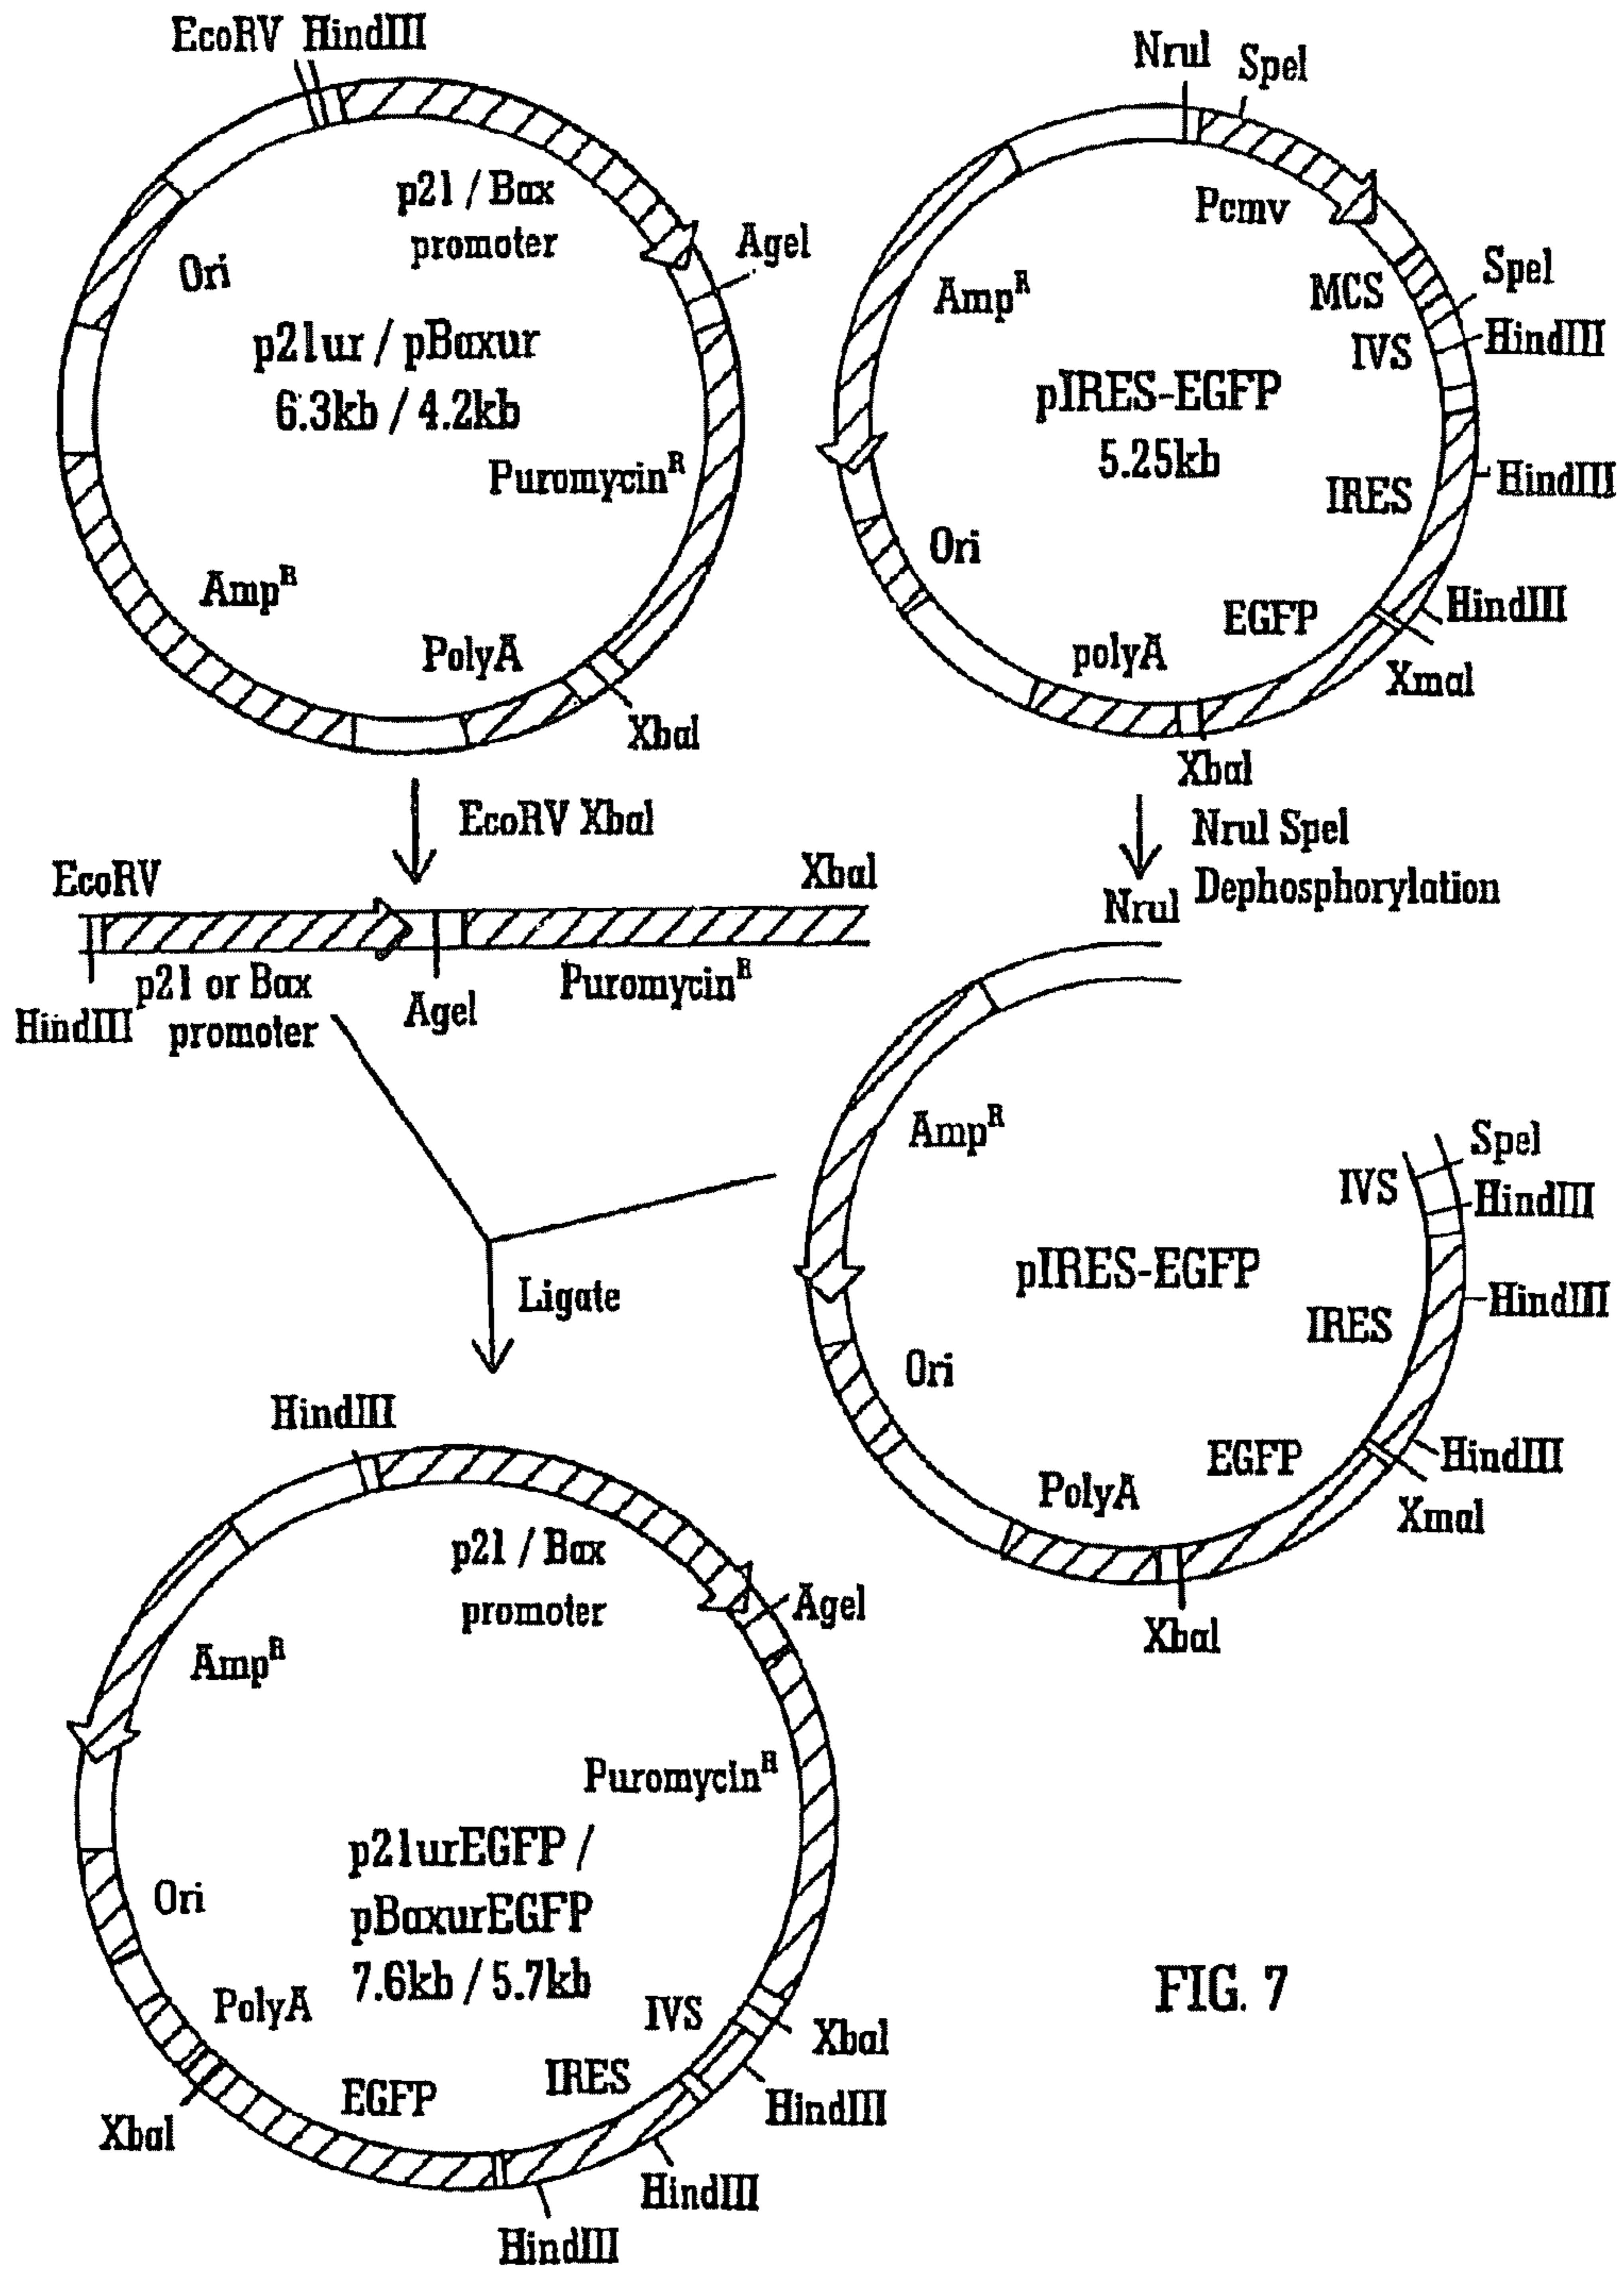 EcoRV HindIII
p21 / Bax
promoter
AgeI
Ori
p21ur / pBaxur
6.3kb / 4.2kb
Puromycin^R
Amp^R
PolyA
XbaI
NruI
SpeI
Pcmv
Amp^R
MCS
SpeI
IVS
HindIII
pIRES-EGFP
5.25kb
IRES
HindIII
Ori
EGFP
HindIII
polyA
XmaI
XbaI
EcoRV XbaI
NruI SpeI
Dephosphorylation
EcoRV
XbaI
HindIII
p21 or Bax
promoter
AgeI
Puromycin^R
NruI
Amp^R
SpeI
IVS
HindIII
pIRES-EGFP
HindIII
IRES
Ori
EGFP
HindIII
PolyA
XmaI
XbaI
Ligate
HindIII
p21 / Bax
promoter
AgeI
Amp^R
Puromycin^R
p21urEGFP /
pBaxurEGFP
7.6kb / 5.7kb
Ori
PolyA
IVS
XbaI
IRES
HindIII
EGFP
XbaI
HindIII
HindIII
FIG. 7